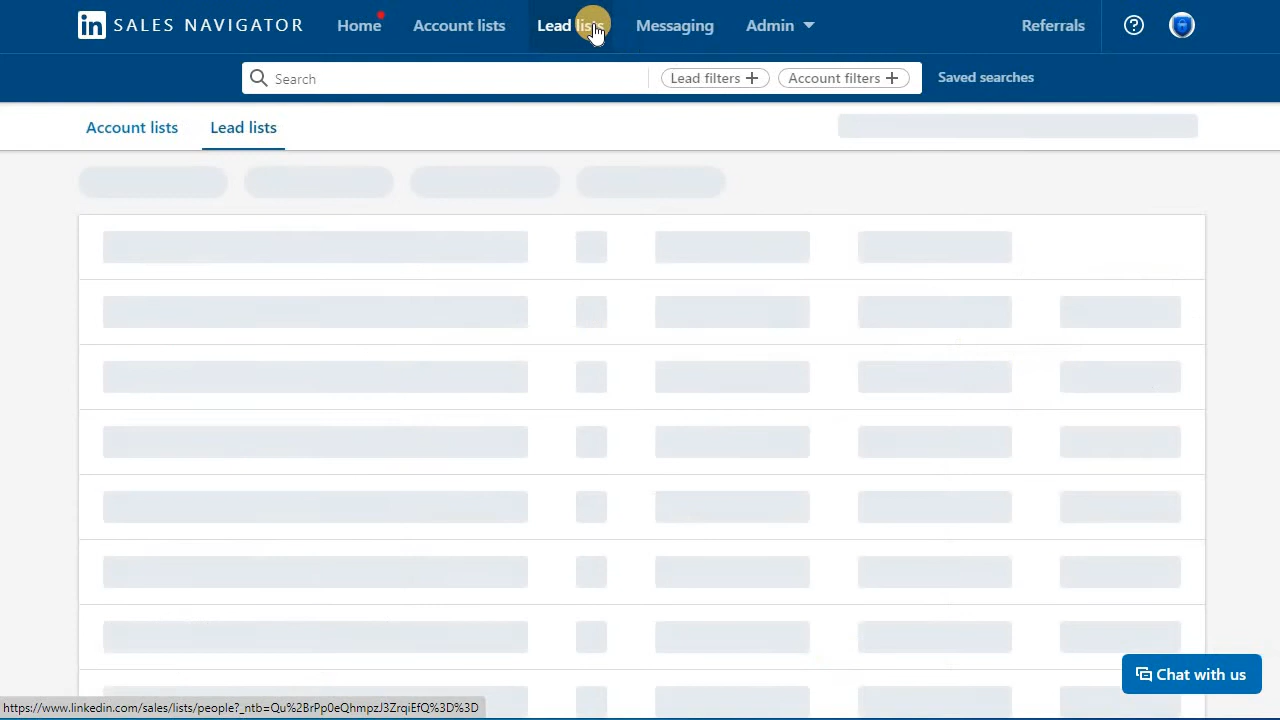 in SALES NAVIGATOR Home Account lists Lead lists Messaging Admin Referrals
Search Lead filters + Account filters + Saved searches
Account lists Lead lists
Chat with us
https://www.linkedin.com/sales/lists/people?_ntb=Qu%2BrPp0eQhmpzJ3ZrqiEfQ%3D%3D